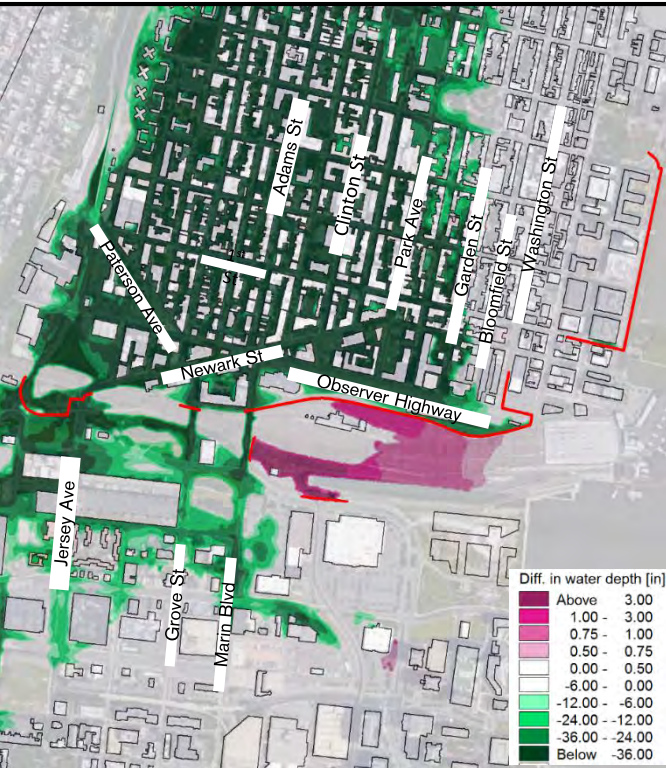 Adams St
Clinton St
Park Ave
Garden St
Bloomfield St
Washington St
Paterson Ave
St
Newark St
Observer Highway
Jersey Ave
Grove St
Marin Blvd
Diff. in water depth [in]
Above 3.00
1.00 - 3.00
0.75 - 1.00
0.50 - 0.75
0.00 - 0.50
-6.00 - 0.00
-12.00 - -6.00
-24.00 - -12.00
-36.00 - -24.00
Below -36.00